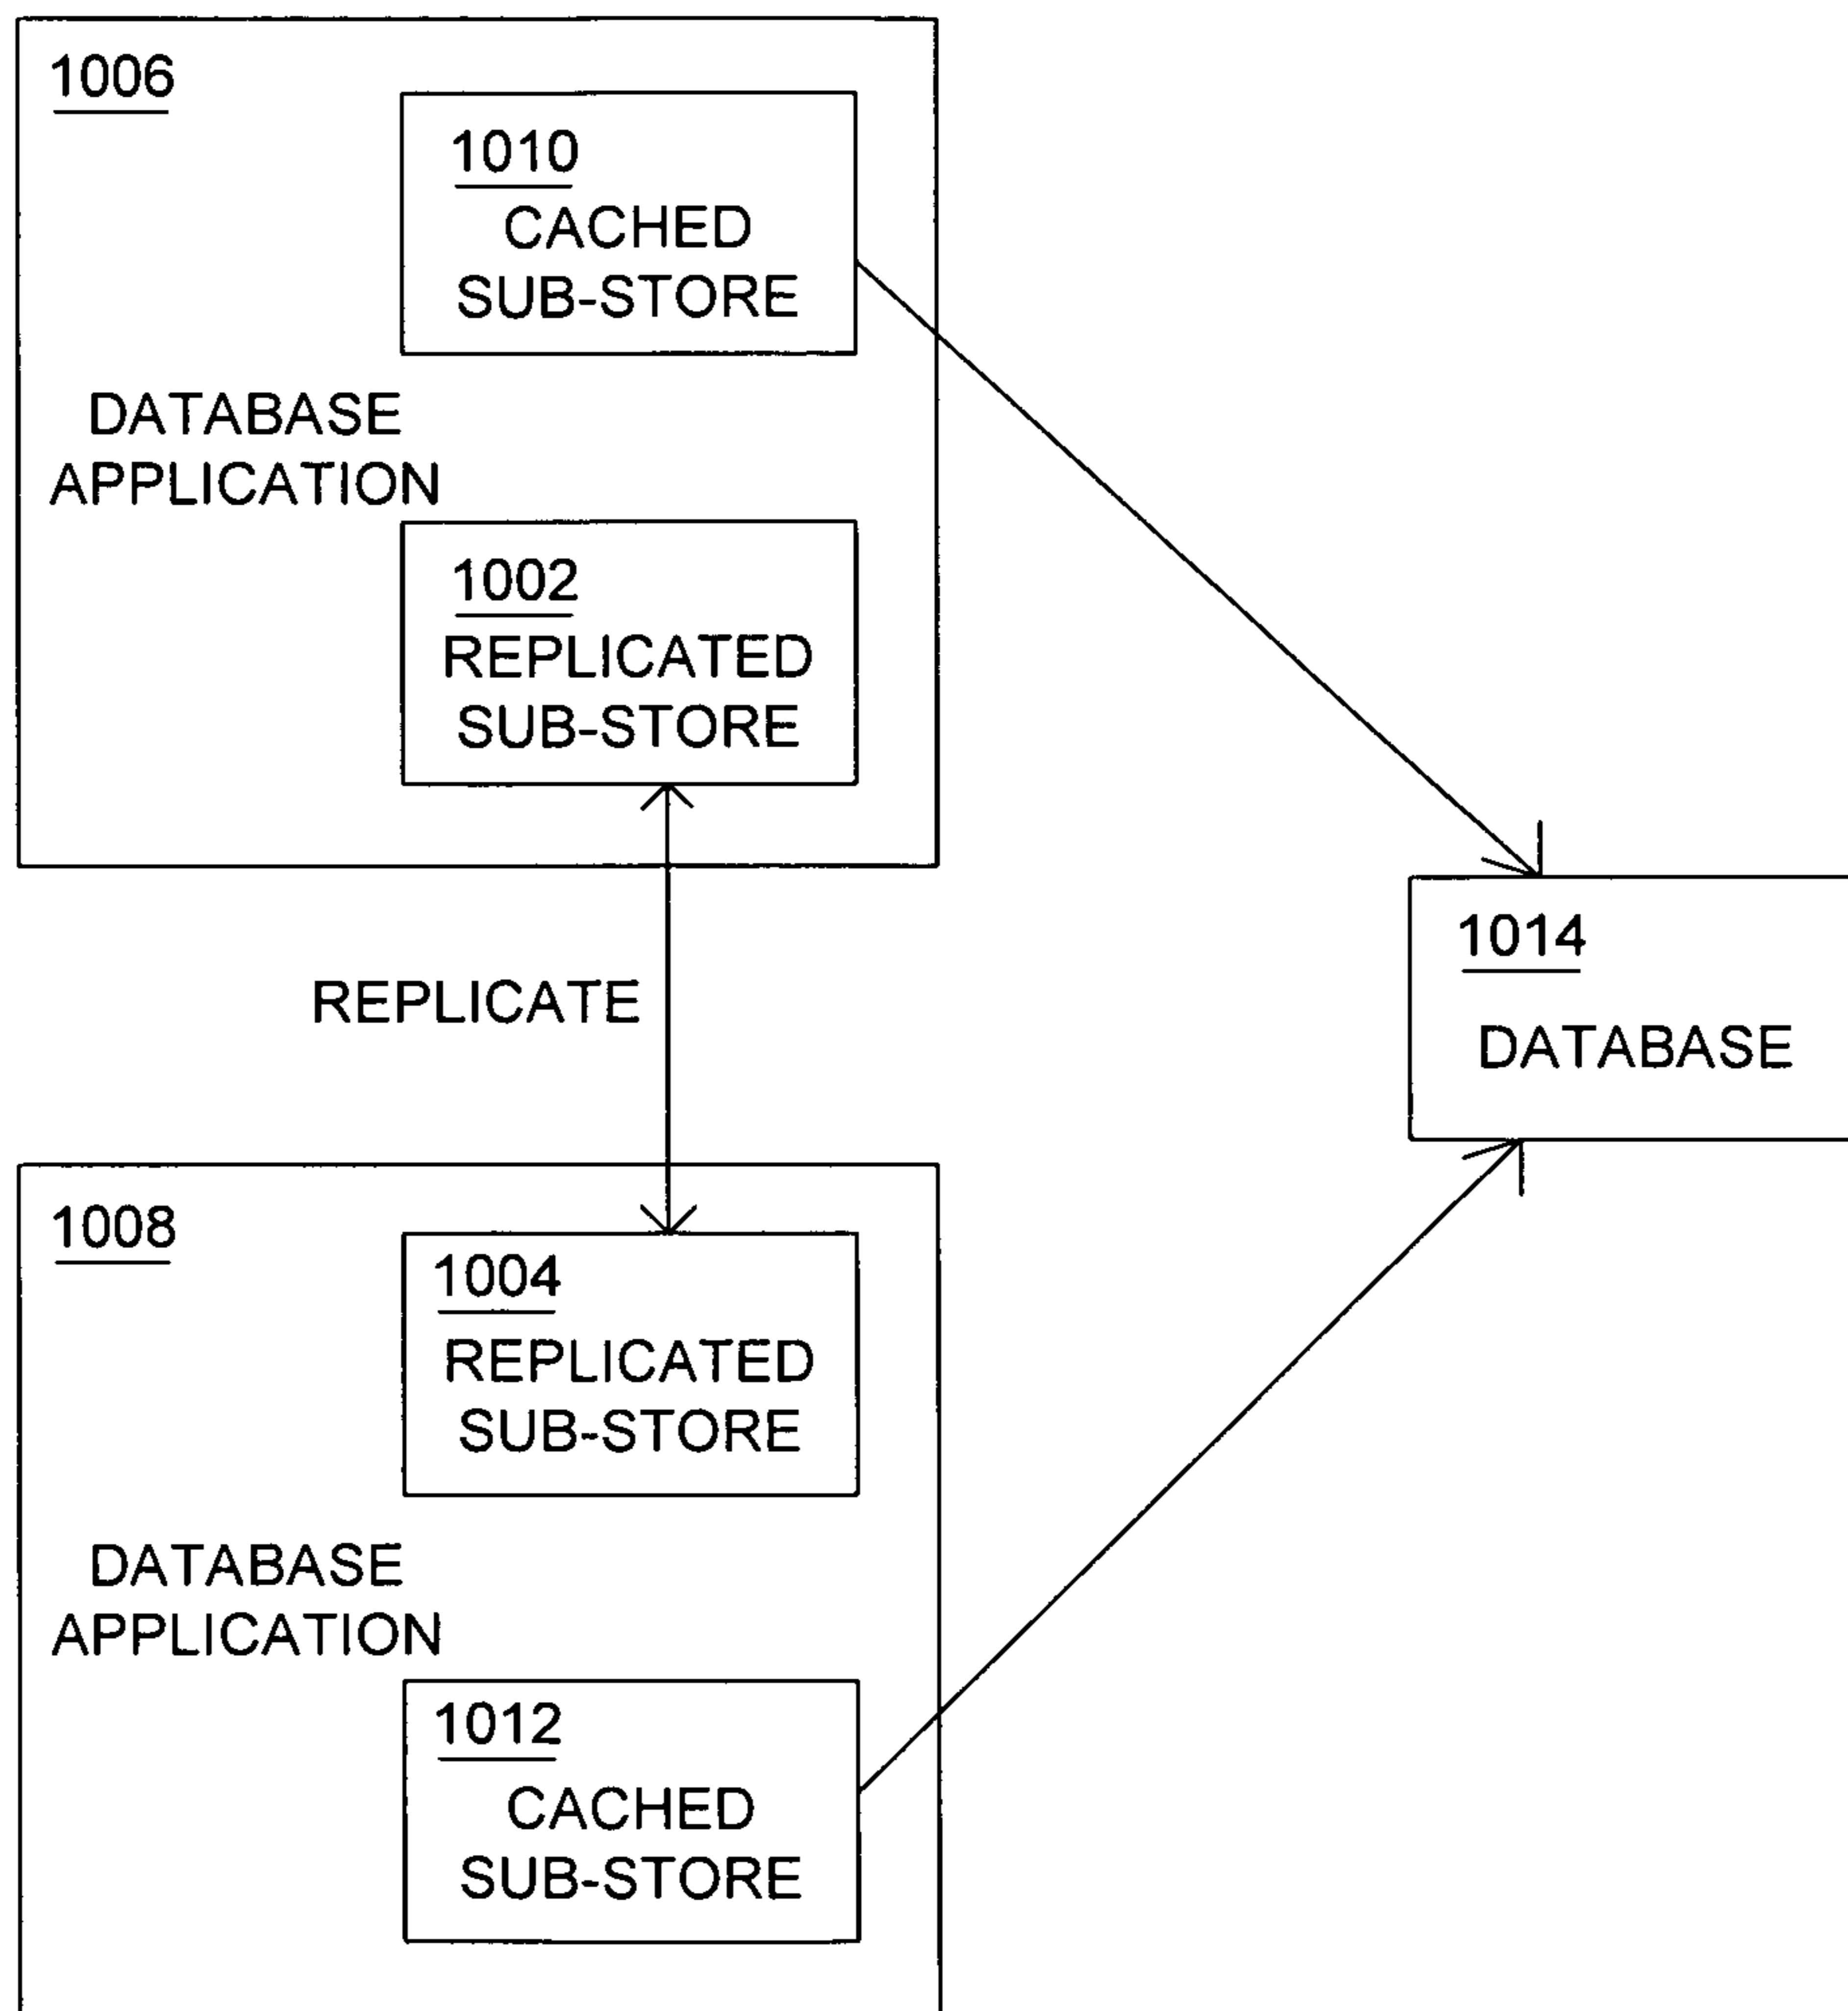 1006
1010
CACHED
SUB-STORE
DATABASE
APPLICATION
1002
REPLICATED
SUB-STORE
REPLICATE
1014
DATABASE
1008
1004
REPLICATED
SUB-STORE
DATABASE
APPLICATION
1012
CACHED
SUB-STORE